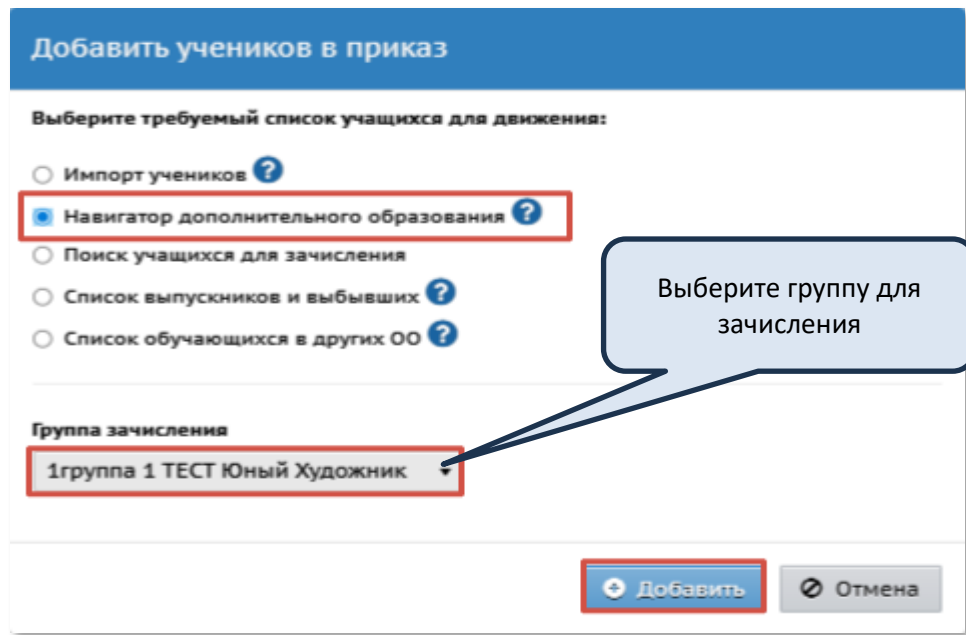 Добавить учеников в приказ
Выберите требуемый список учащихся для движения:
Импорт учеников ?
Навигатор дополнительного образования ?
Поиск учащихся для зачисления
Список выпускников и выбывших ?
Список обучающихся в других ОО ?
Выберите группу для
зачисления
Группа зачисления
1группа 1 ТЕСТ Юный Художник
Добавить
Отмена